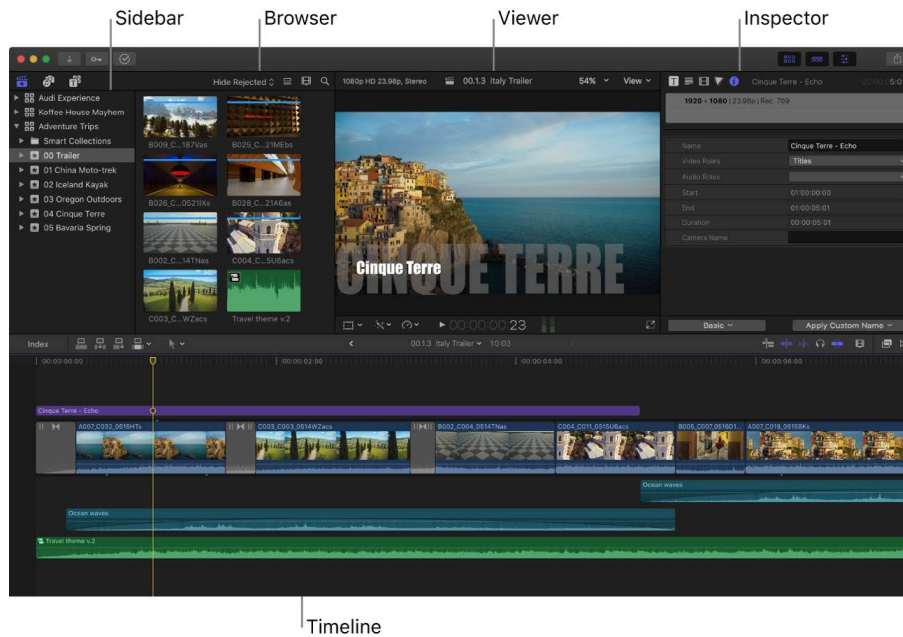 Sidebar
Browser
Viewer
Inspector
Hide Rejected
1080p HD 23.98p, Stereo
00.1.3 Italy Trailer
54%
View
Cinque Terre - Echo
Audi Experience
Koffee House Mayhem
Adventure Trips
Smart Collections
00 Trailer
01 China Moto-trek
02 Iceland Kayak
03 Oregon Outdoors
04 Cinque Terre
05 Bavaria Spring
B009_C...187Vas
B025_C...21MEbs
B026_C...0521IXs
B028_C...21A6as
B002_C...14TNas
C004_C...5U6acs
C003_C...WZacs
Travel theme v.2
CINQUE TERRE
Cinque Terre
00:00:00:00:23
1920 × 1080 | 23.98p | Rec. 709
Name
Cinque Terre - Echo
Video Roles
Titles
Audio Roles
Start
01:00:00:00
End
01:00:05:01
Duration
00:00:05:01
Camera Name
Basic
Apply Custom Name
Index
00.1.3 Italy Trailer
10:03
00:00:00:00
00:00:02:00
00:00:04:00
00:00:06:00
Cinque Terre - Echo
A007_C032_0515HTs
C003_C003_0514WZacs
B002_C004_0514TNas
C004_C011_0515U6acs
B005_C007_0516D1...
A007_C018_0515BKs
Ocean waves
Ocean waves
Travel theme v.2
Timeline